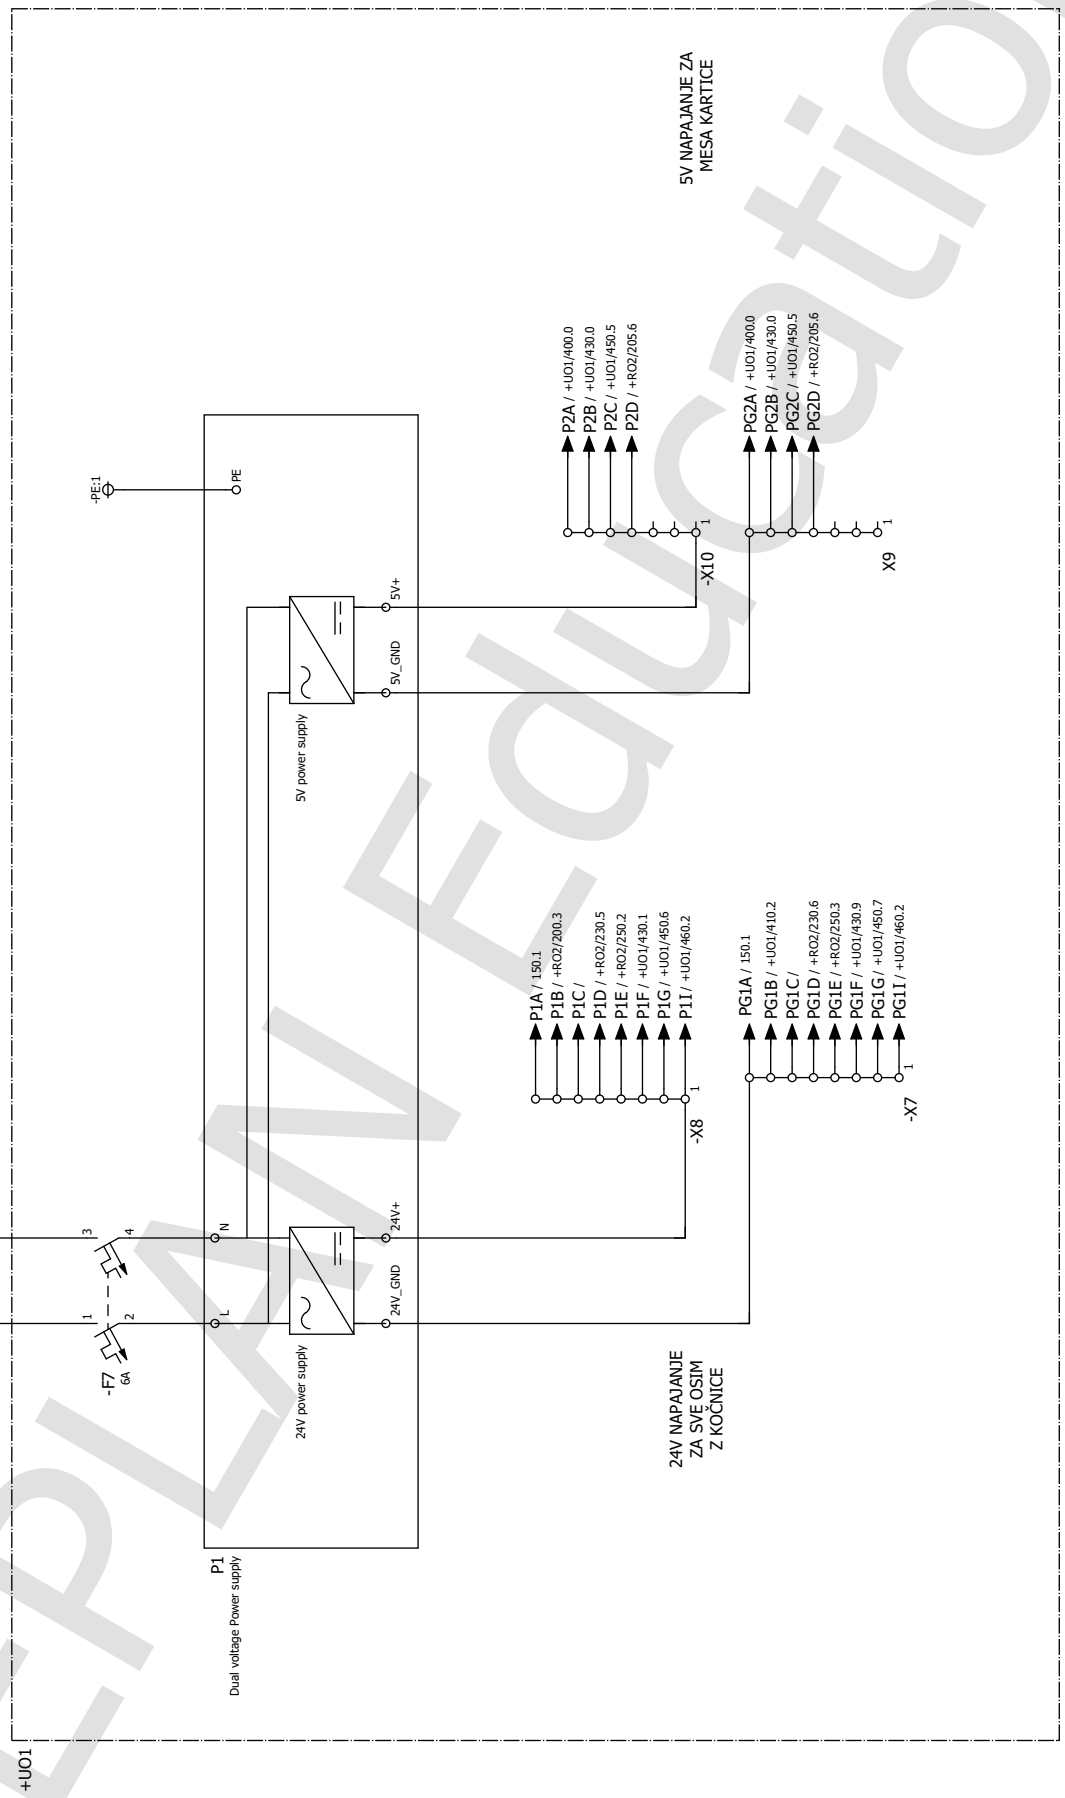 +UO1
-F7
6A
1
2
3
4
-PE:1
P1
Dual voltage Power supply
L
N
PE
24V power supply
5V power supply
24V_GND
24V+
5V_GND
5V+
P1A / 150.1
P1B / +RO2/200.3
P1C /
P1D / +RO2/230.5
P1E / +RO2/250.2
P1F / +UO1/430.1
P1G / +UO1/450.6
P1I / +UO1/460.2
-X8
1
PG1A / 150.1
PG1B / +UO1/410.2
PG1C /
PG1D / +RO2/230.6
PG1E / +RO2/250.3
PG1F / +UO1/430.9
PG1G / +UO1/450.7
PG1I / +UO1/460.2
-X7
1
P2A / +UO1/400.0
P2B / +UO1/430.0
P2C / +UO1/450.5
P2D / +RO2/205.6
-X10
1
PG2A / +UO1/400.0
PG2B / +UO1/430.0
PG2C / +UO1/450.5
PG2D / +RO2/205.6
X9
1
24V NAPAJANJE
ZA SVE OSIM
Z KOČNICE
5V NAPAJANJE ZA
MESA KARTICE
EPLAN Educatio